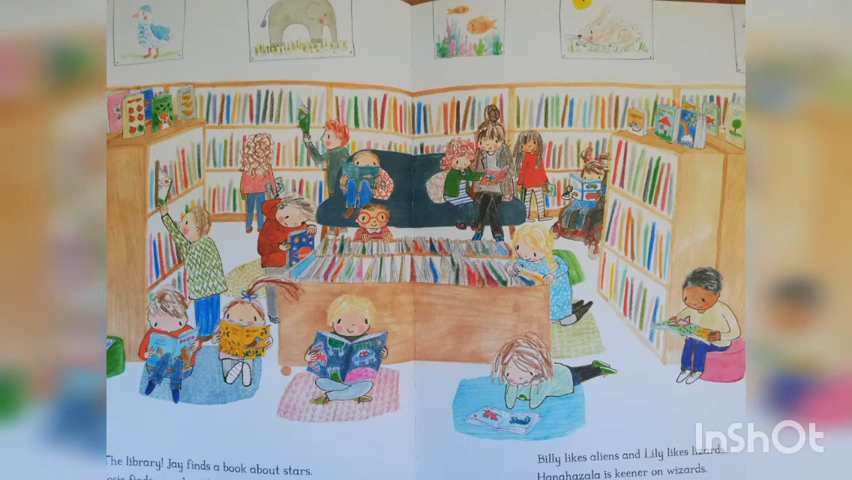 The library! Jay finds a book about stars.
Billy likes aliens and Lily likes lizards.
Hanghazala is keener on wizards.
InShOt